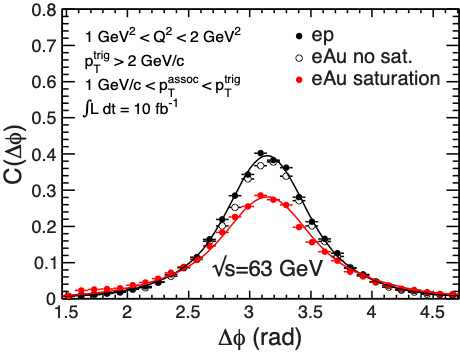 0.8
0.7
0.6
0.5
0.4
0.3
0.2
0.1
0
C(Δϕ)
1 GeV² < Q² < 2 GeV²
p_T^trig > 2 GeV/c
1 GeV/c < p_T^assoc < p_T^trig
∫L dt = 10 fb⁻¹
ep
eAu no sat.
eAu saturation
√s=63 GeV
1.5 2 2.5 3 3.5 4 4.5
Δϕ (rad)